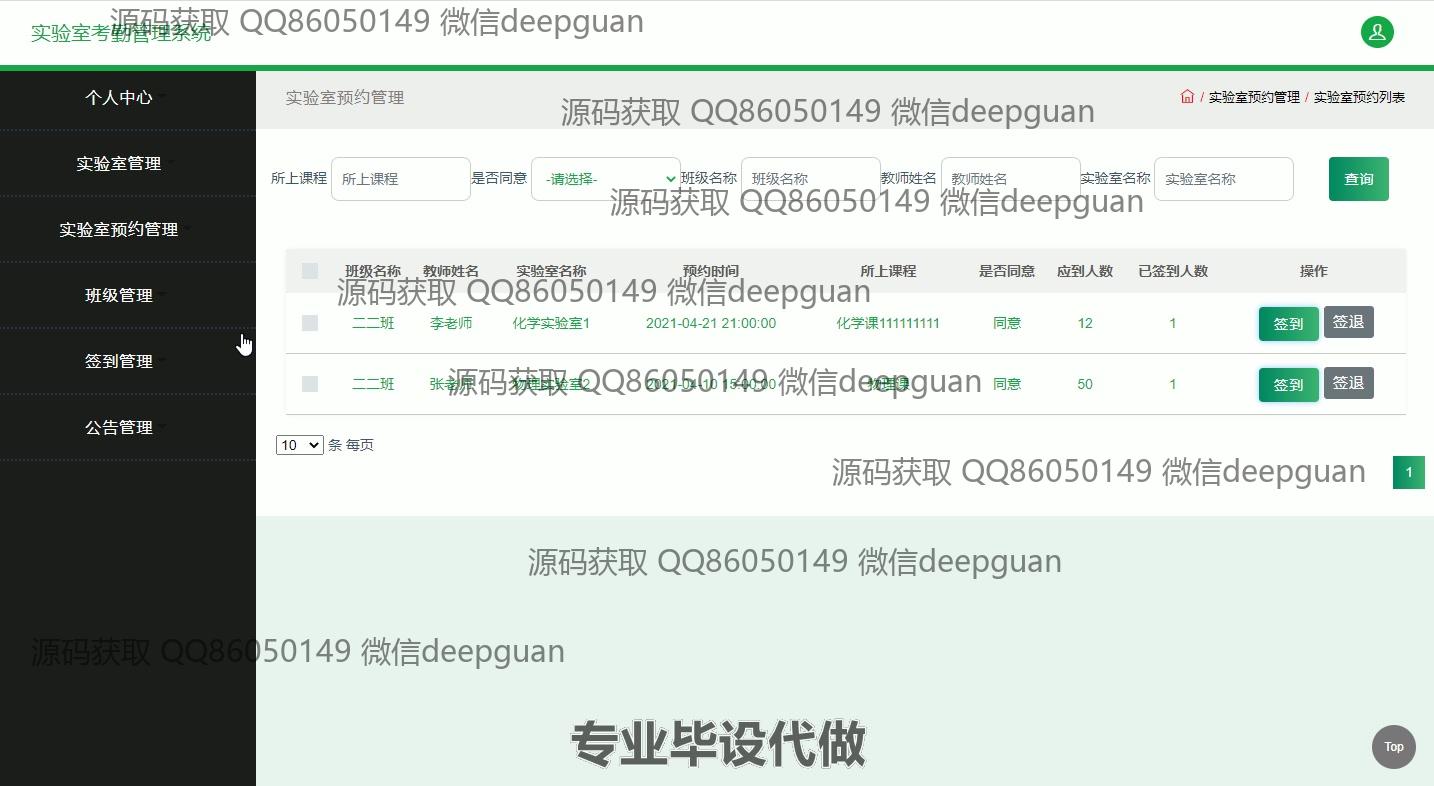 源码获取 QQ86050149 微信deepguan
实验室考勤管理系统
个人中心
实验室管理
实验室预约管理
班级管理
签到管理
公告管理
实验室预约管理
/ 实验室预约管理 / 实验室预约列表
源码获取 QQ86050149 微信deepguan
所上课程 所上课程 是否同意 -请选择- 班级名称 班级名称 教师姓名 教师姓名 实验室名称 实验室名称 查询
源码获取 QQ86050149 微信deepguan
班级名称 教师姓名 实验室名称 预约时间 所上课程 是否同意 应到人数 已签到人数 操作
源码获取 QQ86050149 微信deepguan
二二班 李老师 化学实验室1 2021-04-21 21:00:00 化学课111111111 同意 12 1 签到 签退
二二班 张老师 物理实验室2 2021-04-10 15:00:00 物理课 同意 50 1 签到 签退
源码获取 QQ86050149 微信deepguan
10 条 每页
源码获取 QQ86050149 微信deepguan
1
源码获取 QQ86050149 微信deepguan
源码获取 QQ86050149 微信deepguan
专业毕设代做
Top